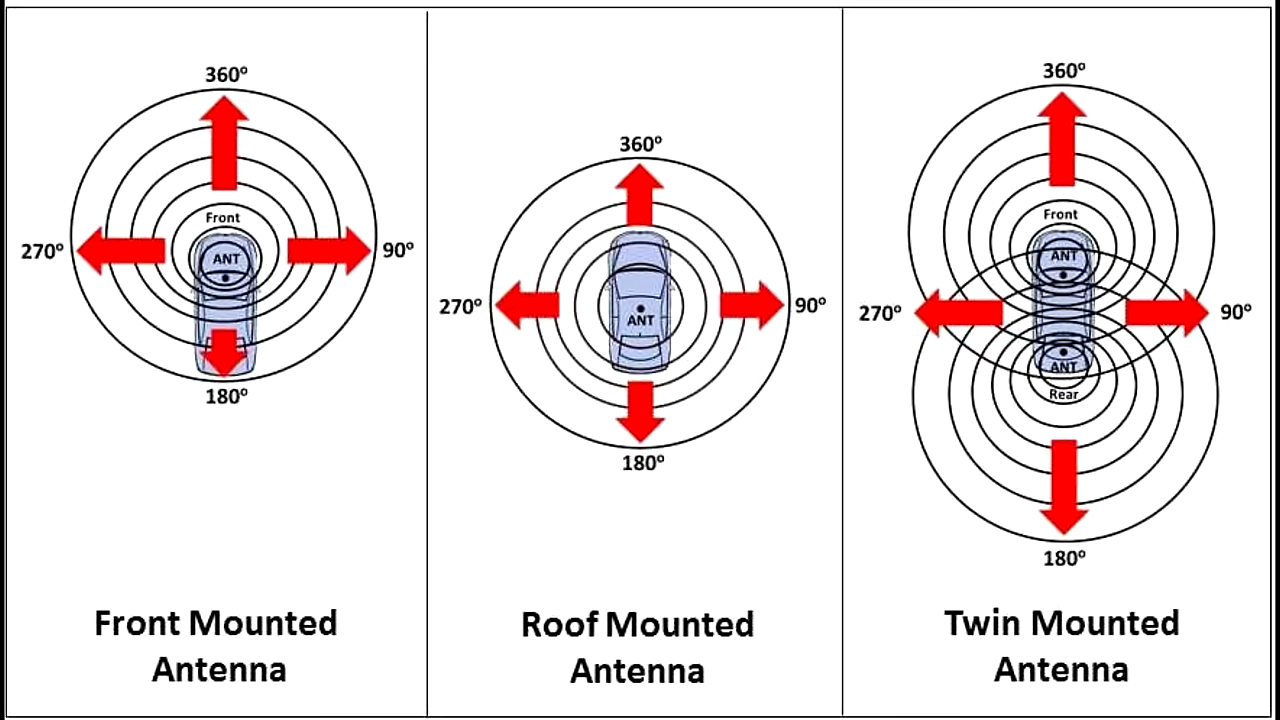 360º
Front
270º
ANT
90º
180º
Front Mounted
Antenna
360º
270º
90º
ANT
180º
Roof Mounted
Antenna
360º
Front
ANT
270º
90º
ANT
Rear
180º
Twin Mounted
Antenna